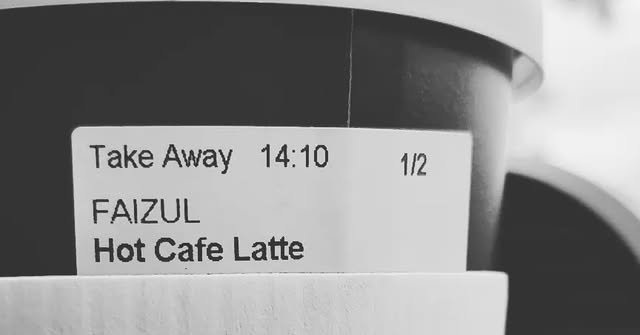 Take Away 14:10 1/2
FAIZUL
Hot Cafe Latte